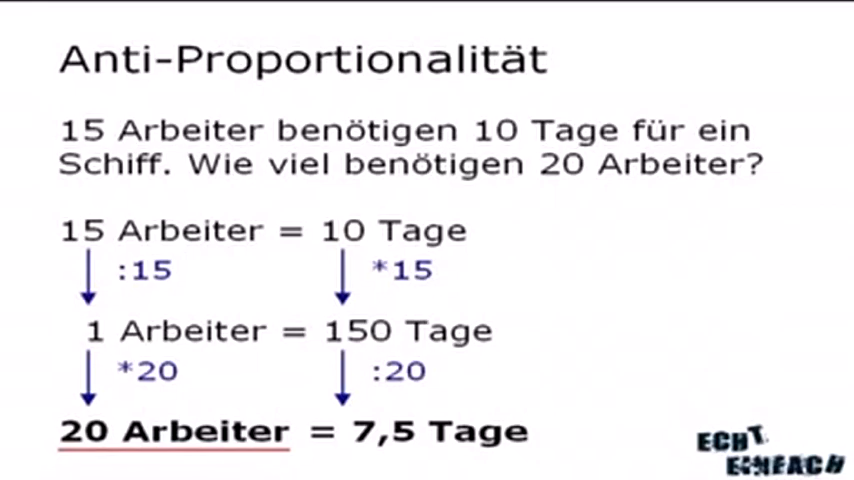 Anti-Proportionalität
15 Arbeiter benötigen 10 Tage für ein
Schiff. Wie viel benötigen 20 Arbeiter?
15 Arbeiter = 10 Tage
:15 *15
1 Arbeiter = 150 Tage
*20 :20
20 Arbeiter = 7,5 Tage
ECHT
EINFACH